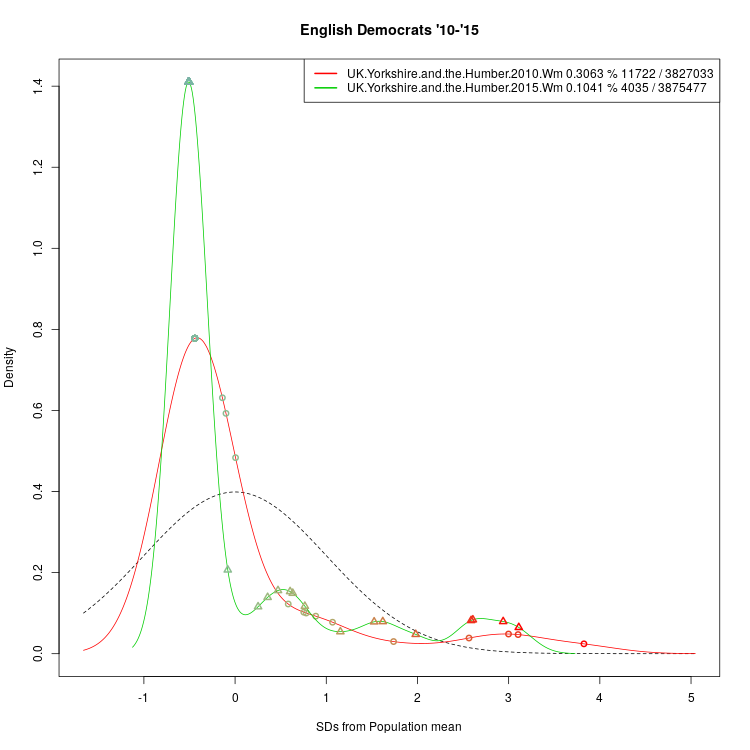 English Democrats '10-'15
UK.Yorkshire.and.the.Humber.2010.Wm 0.3063 % 11722 / 3827033
UK.Yorkshire.and.the.Humber.2015.Wm 0.1041 % 4035 / 3875477
1.4
1.2
1.0
0.8
0.6
0.4
0.2
0.0
Density
-1 0 1 2 3 4 5
SDs from Population mean